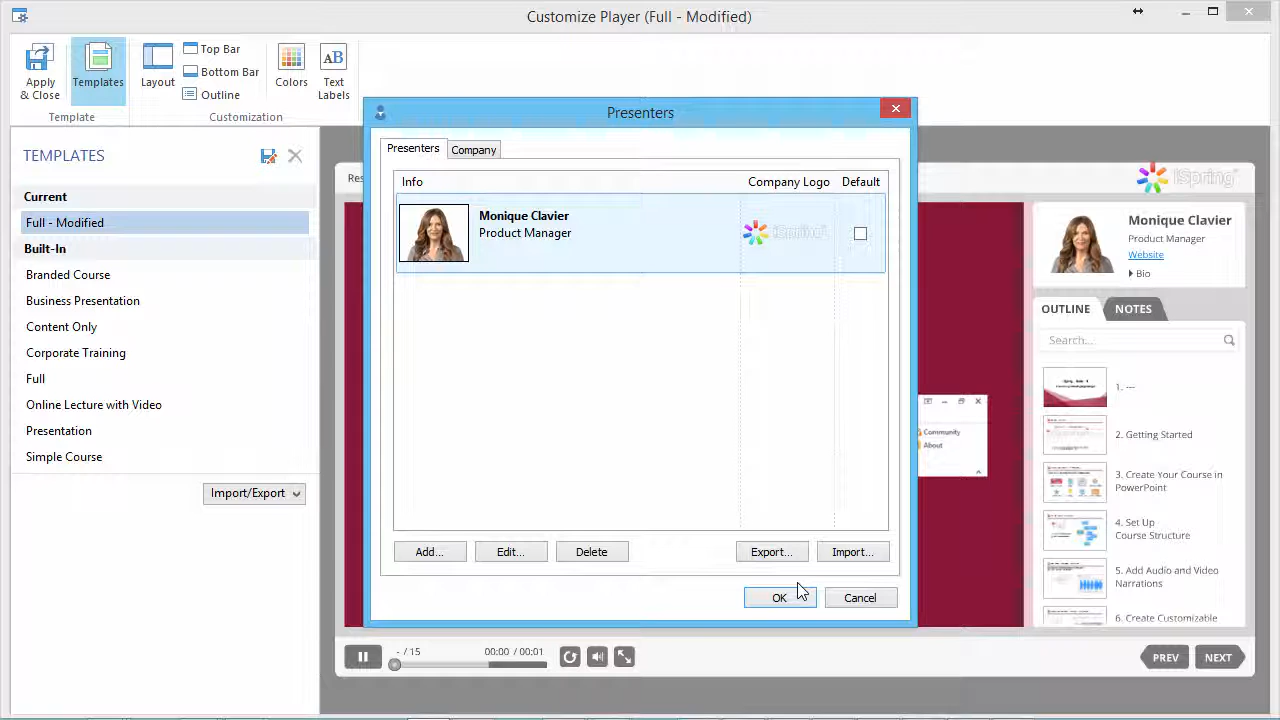 Customize Player (Full - Modified)
Apply
& Close
Templates
Template
Layout
Top Bar
Bottom Bar
Outline
Customization
Colors
Text
Labels
TEMPLATES
Current
Full - Modified
Built-In
Branded Course
Business Presentation
Content Only
Corporate Training
Full
Online Lecture with Video
Presentation
Simple Course
Import/Export
Presenters
Presenters
Company
Info
Company Logo
Default
Monique Clavier
Product Manager
iSpring
Add...
Edit...
Delete
Export...
Import...
OK
Cancel
Res
iSpring
Monique Clavier
Product Manager
Website
Bio
OUTLINE
NOTES
Search...
1. ---
2. Getting Started
3. Create Your Course in
PowerPoint
4. Set Up
Course Structure
5. Add Audio and Video
Narrations
6. Create Customizable
Community
About
- / 15
00:00 / 00:01
PREV
NEXT